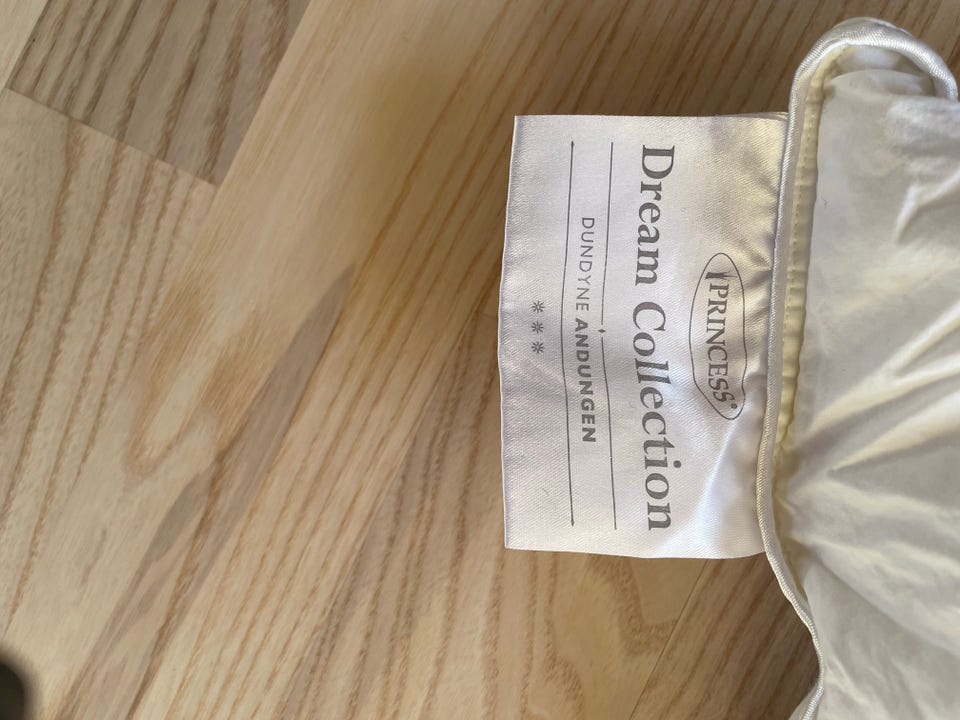 PRINCESS®
Dream Collection
DUNDYNE ANDUNGEN
***